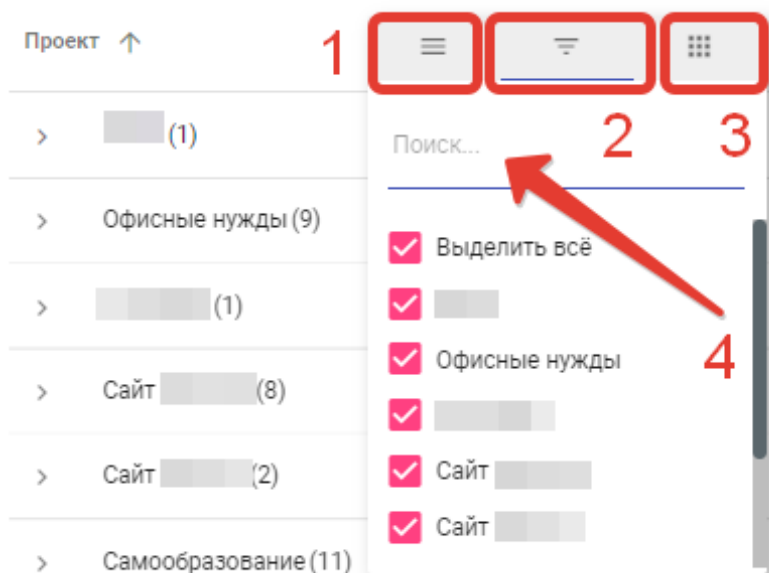 Проект
1
2
3
4
Поиск...
(1)
Офисные нужды (9)
(1)
Сайт (8)
Сайт (2)
Самообразование (11)
Выделить всё
Офисные нужды
Сайт
Сайт